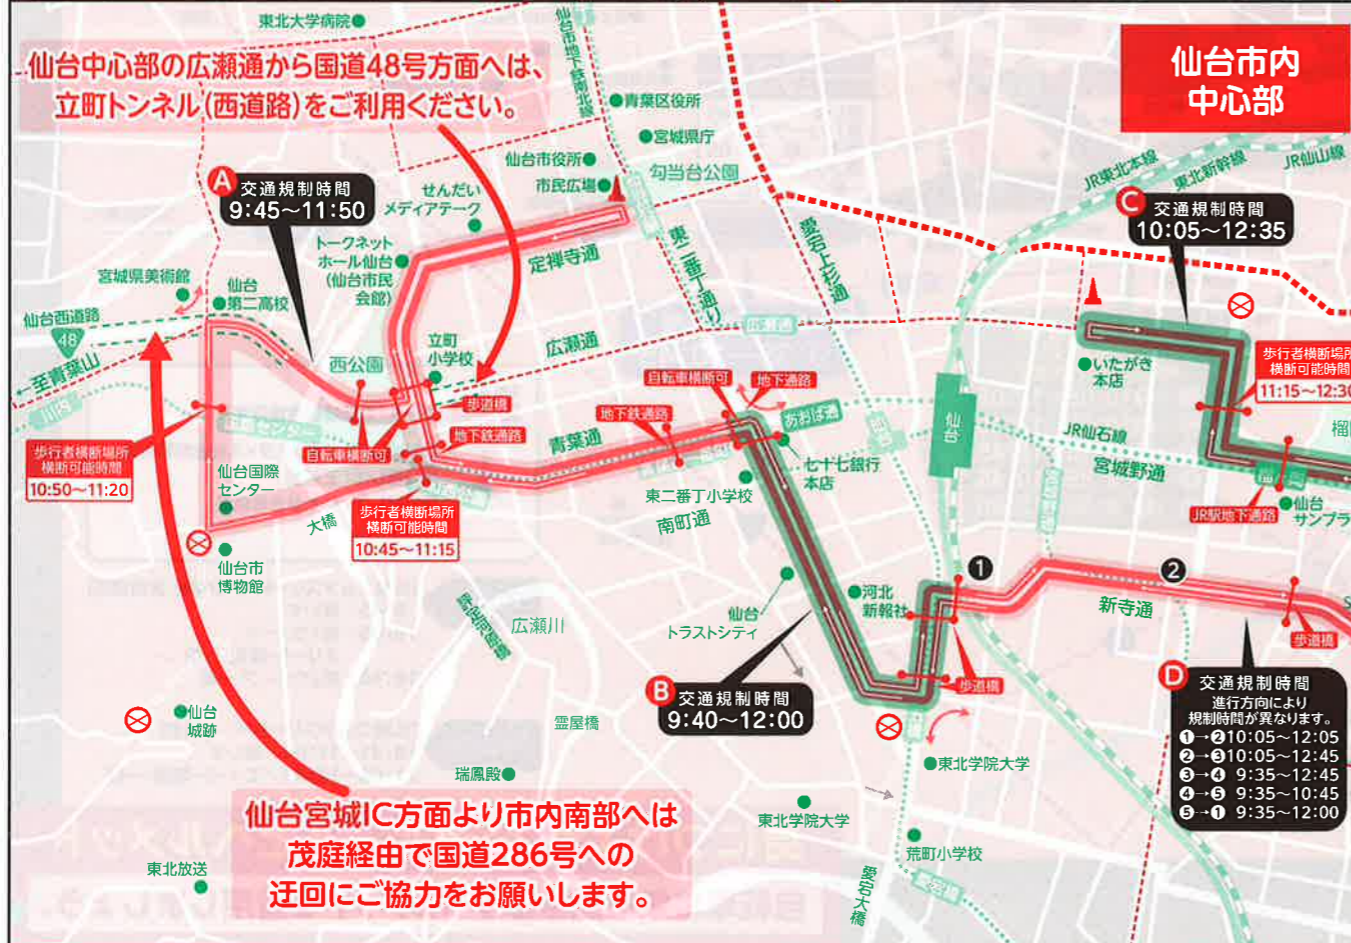 東北大学病院
仙台市地下鉄南北線
仙台中心部の広瀬通から国道48号方面へは、
立町トンネル(西道路)をご利用ください。
仙台市内
中心部
青葉区役所
宮城県庁
仙台市役所
市民広場
勾当台公園
JR東北本線
東北新幹線
JR仙山線
A
交通規制時間
9:45〜11:50
せんだい
メディアテーク
C
交通規制時間
10:05〜12:35
トークネット
ホール仙台
(仙台市民
会館)
定禅寺通
東二番丁通り
愛宕上杉通
宮城県美術館
仙台
第二高校
仙台西道路
48
至青葉山
川内
西公園
立町
小学校
広瀬通
広瀬通
いたがき
本店
歩行者横断場所
横断可能時間
11:15〜12:30
自転車横断可
地下通路
歩道橋
地下鉄通路
地下鉄通路
青葉通
あおば通
仙台
仙台
JR仙石線
宮城野通
榴
国際センター
自転車横断可
歩行者横断場所
横断可能時間
10:50〜11:20
仙台国際
センター
大橋
歩行者横断場所
横断可能時間
10:45〜11:15
七十七銀行
本店
東二番丁小学校
南町通
JR駅地下通路
仙台
サンプラ
仙台市
博物館
広瀬川
仙台
トラストシティ
河北
新報社
1
2
新寺通
歩道橋
歩道橋
B
交通規制時間
9:40〜12:00
D
交通規制時間
進行方向により
規制時間が異なります。
❶→❷10:05〜12:05
❷→❸10:05〜12:45
❸→❹ 9:35〜12:45
❹→❺ 9:35〜10:45
❺→❶ 9:35〜12:00
仙台
城跡
霊屋橋
瑞鳳殿
東北学院大学
東北学院大学
仙台宮城IC方面より市内南部へは
茂庭経由で国道286号への
迂回にご協力をお願いします。
荒町小学校
愛宕大橋
東北放送